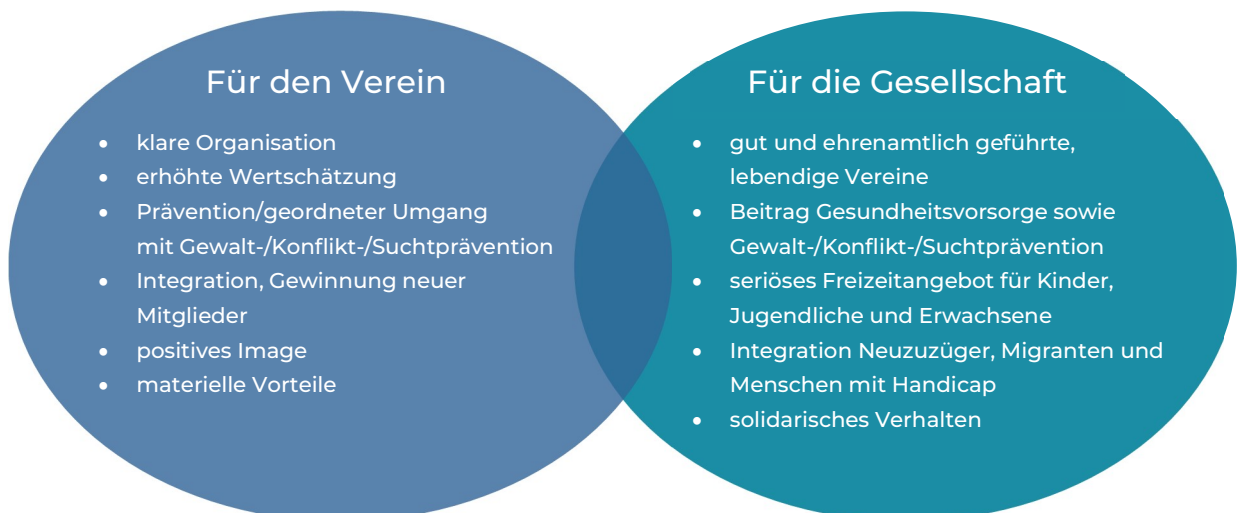 Für den Verein
• klare Organisation
• erhöhte Wertschätzung
• Prävention/geordneter Umgang
mit Gewalt-/Konflikt-/Suchtprävention
• Integration, Gewinnung neuer
Mitglieder
• positives Image
• materielle Vorteile
Für die Gesellschaft
• gut und ehrenamtlich geführte,
lebendige Vereine
• Beitrag Gesundheitsvorsorge sowie
Gewalt-/Konflikt-/Suchtprävention
• seriöses Freizeitangebot für Kinder,
Jugendliche und Erwachsene
• Integration Neuzuzüger, Migranten und
Menschen mit Handicap
• solidarisches Verhalten